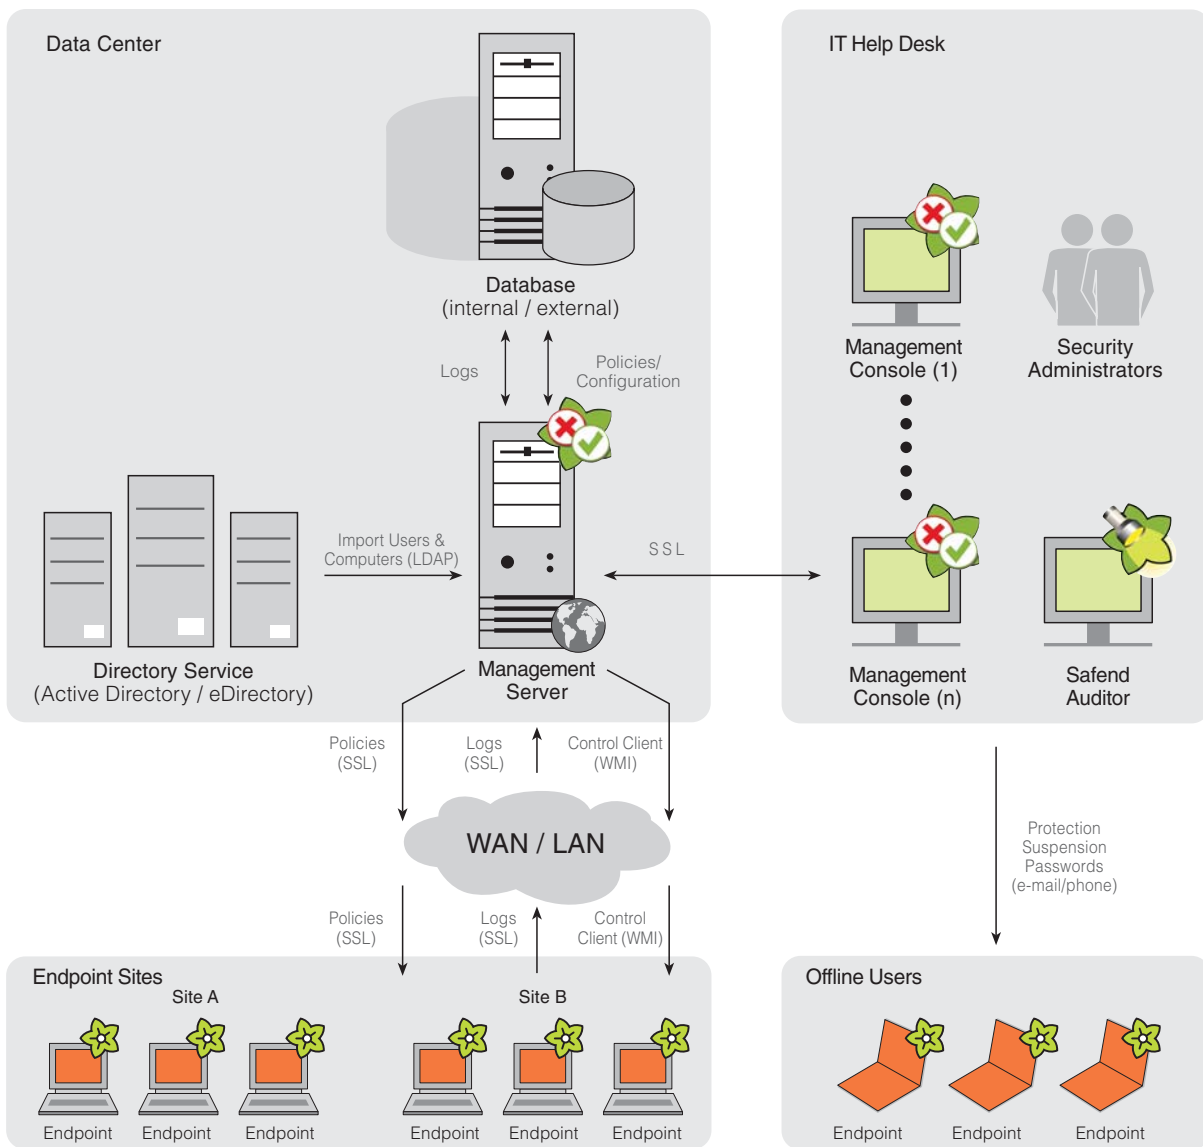 Data Center
Database
(internal / external)
Logs
Policies/
Configuration
Import Users &
Computers (LDAP)
SSL
Directory Service
(Active Directory / eDirectory)
Management
Server
IT Help Desk
Management
Console (1)
Security
Administrators
Management
Console (n)
Safend
Auditor
Policies
(SSL)
Logs
(SSL)
Control Client
(WMI)
WAN / LAN
Policies
(SSL)
Logs
(SSL)
Control
Client (WMI)
Protection
Suspension
Passwords
(e-mail/phone)
Endpoint Sites
Site A
Site B
Endpoint
Endpoint
Endpoint
Endpoint
Endpoint
Endpoint
Offline Users
Endpoint
Endpoint
Endpoint